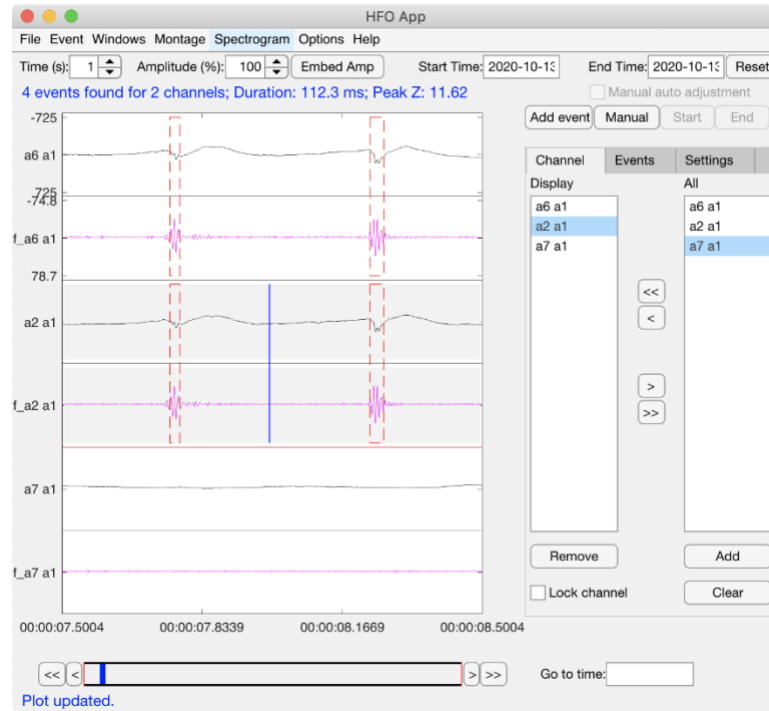 HFO App
File Event Windows Montage Spectrogram Options Help
Time (s): 1 Amplitude (%): 100 Embed Amp Start Time: 2020-10-13 End Time: 2020-10-13 Reset
4 events found for 2 channels; Duration: 112.3 ms; Peak Z: 11.62
Manual auto adjustment
Add event Manual Start End
Channel Events Settings
Display All
-725
a6 a1
-725
-74.8
f_a6 a1
78.7
a2 a1
f_a2 a1
a7 a1
f_a7 a1
00:00:07.5004 00:00:07.8339 00:00:08.1669 00:00:08.5004
a6 a1
a2 a1
a7 a1
<<
<
>
>>
a6 a1
a2 a1
a7 a1
Remove Add
Lock channel Clear
<< < > >> Go to time:
Plot updated.